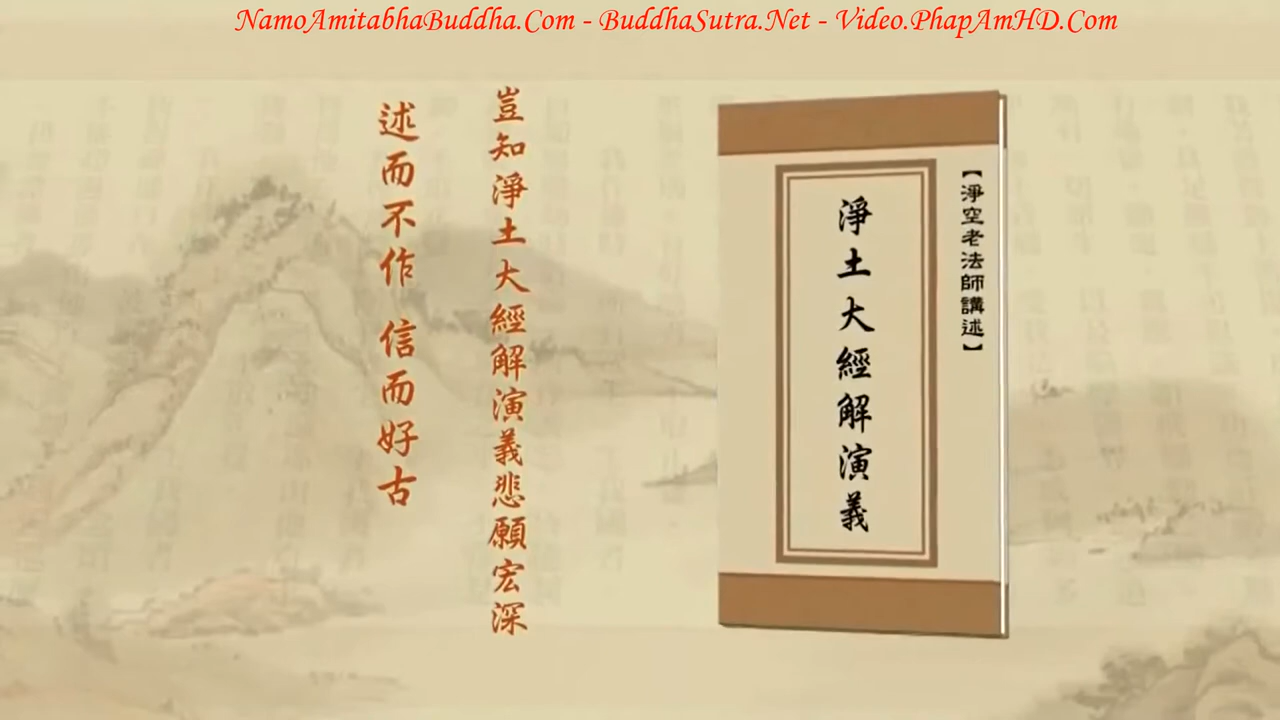 NamoAmitabhaBuddha.Com - BuddhaSutra.Net - Video.PhapAmHD.Com
【淨空老法師講述】
淨土大經解演義
豈知淨土大經解演義悲願宏深
述而不作 信而好古